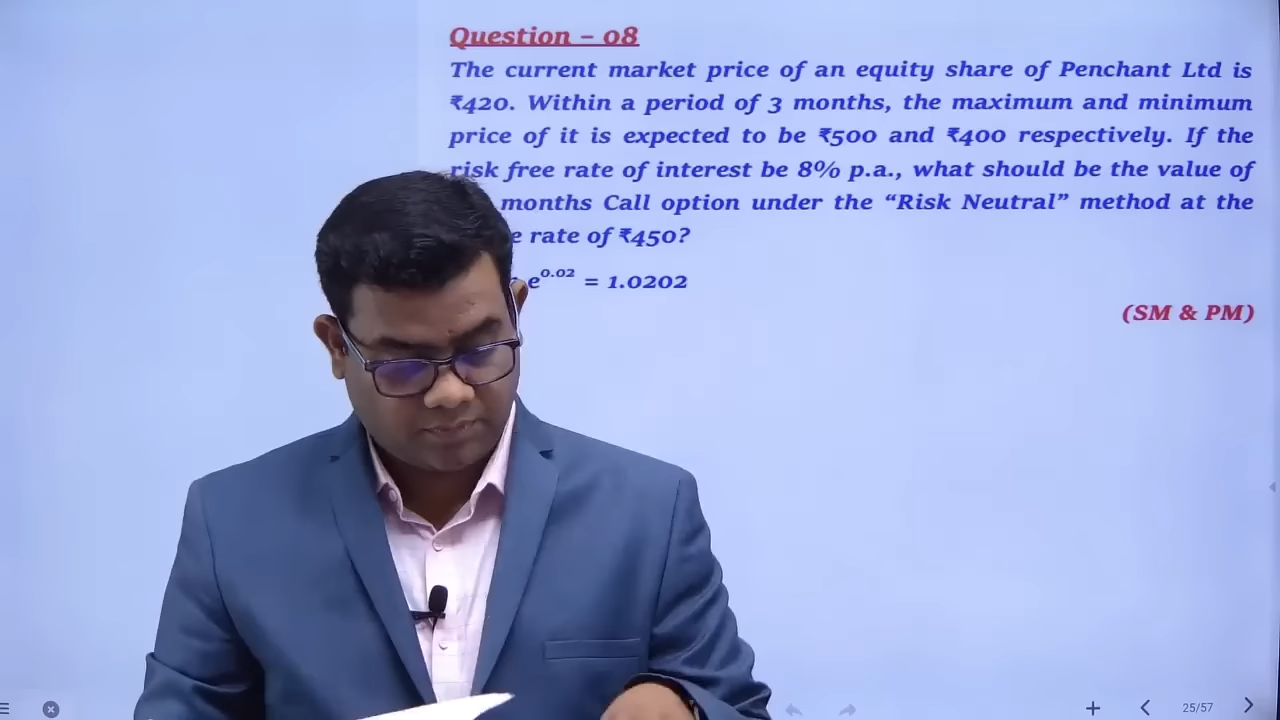 Question – 08
The current market price of an equity share of Penchant Ltd is
₹420. Within a period of 3 months, the maximum and minimum
price of it is expected to be ₹500 and ₹400 respectively. If the
risk free rate of interest be 8% p.a., what should be the value of
months Call option under the “Risk Neutral” method at the
rate of ₹450?
e^0.02 = 1.0202
(SM & PM)
25/57